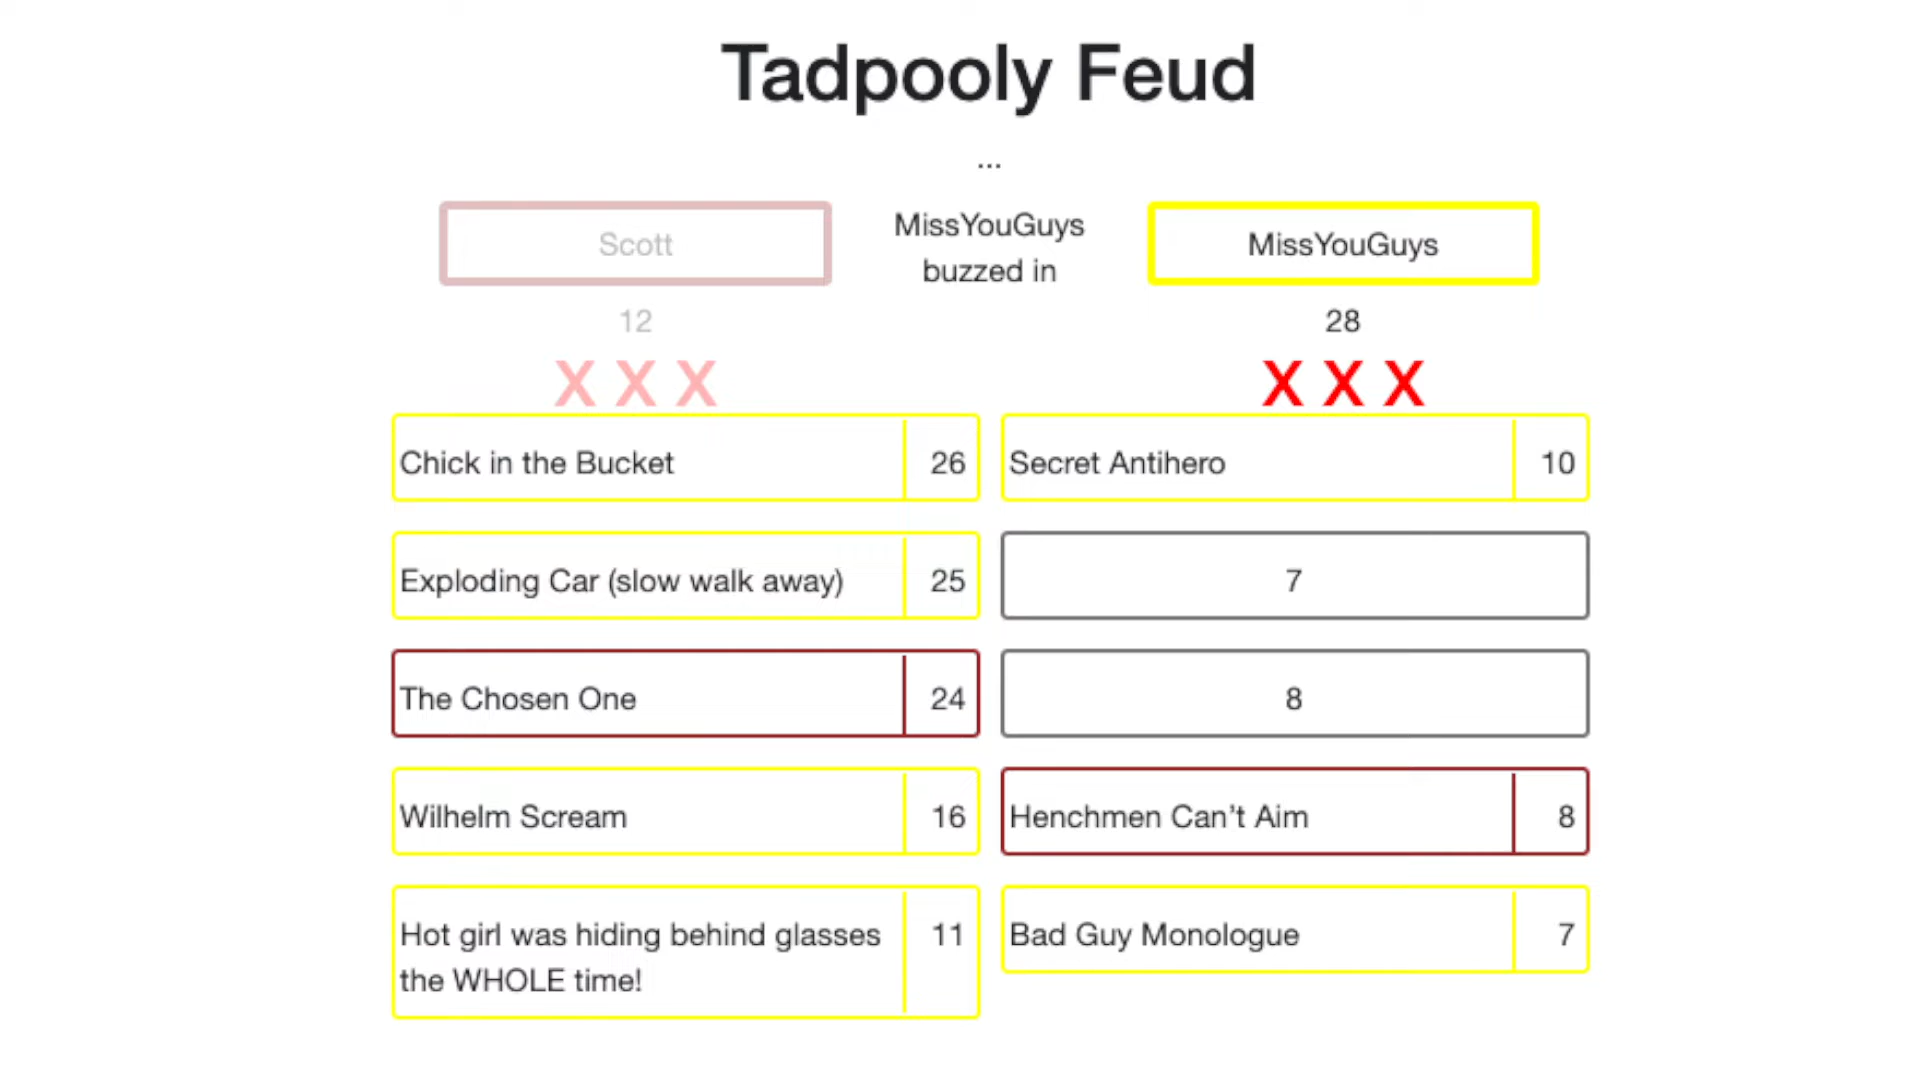 Tadpooly Feud
...
Scott
MissYouGuys
buzzed in
MissYouGuys
12
28
X X X
X X X
Chick in the Bucket 26
Exploding Car (slow walk away) 25
The Chosen One 24
Wilhelm Scream 16
Hot girl was hiding behind glasses 11
the WHOLE time!
Secret Antihero 10
7
8
Henchmen Can't Aim 8
Bad Guy Monologue 7